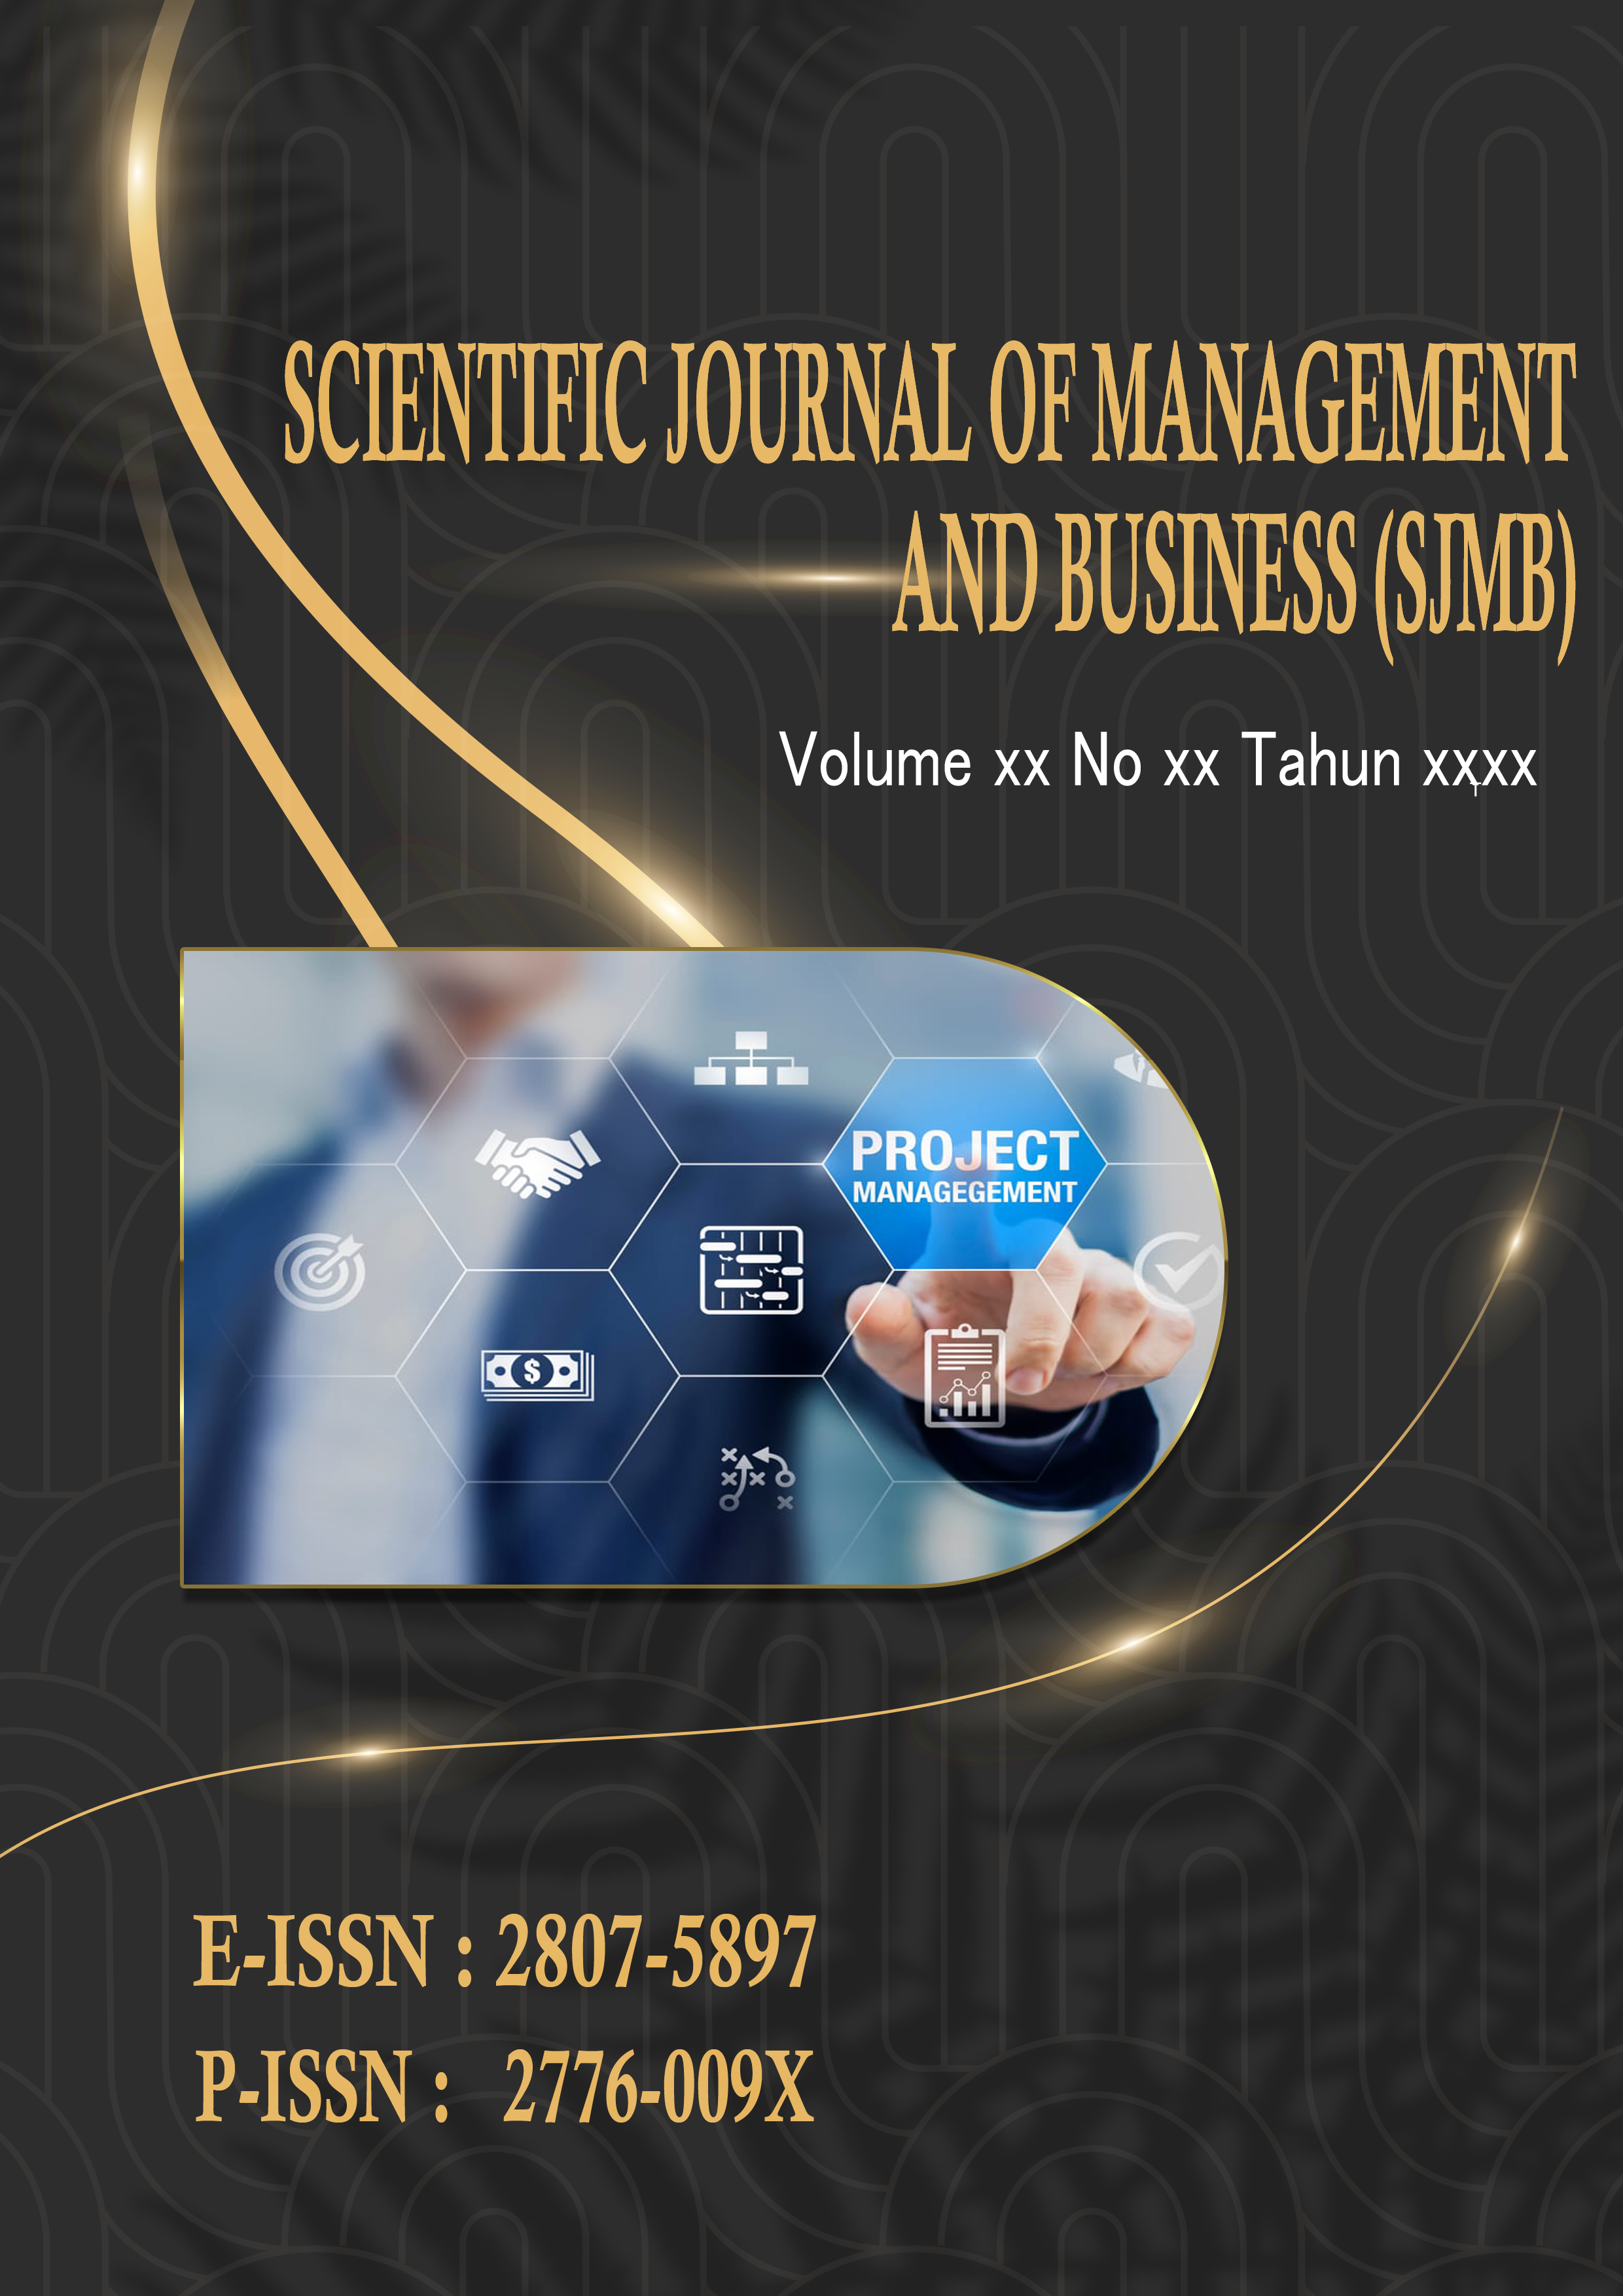 SCIENTIFIC JOURNAL OF MANAGEMENT
AND BUSINESS (SJMB)
Volume xx No xx Tahun xxxx
PROJECT
MANAGEGEMENT
$
E-ISSN : 2807-5897
P-ISSN : 2776-009X